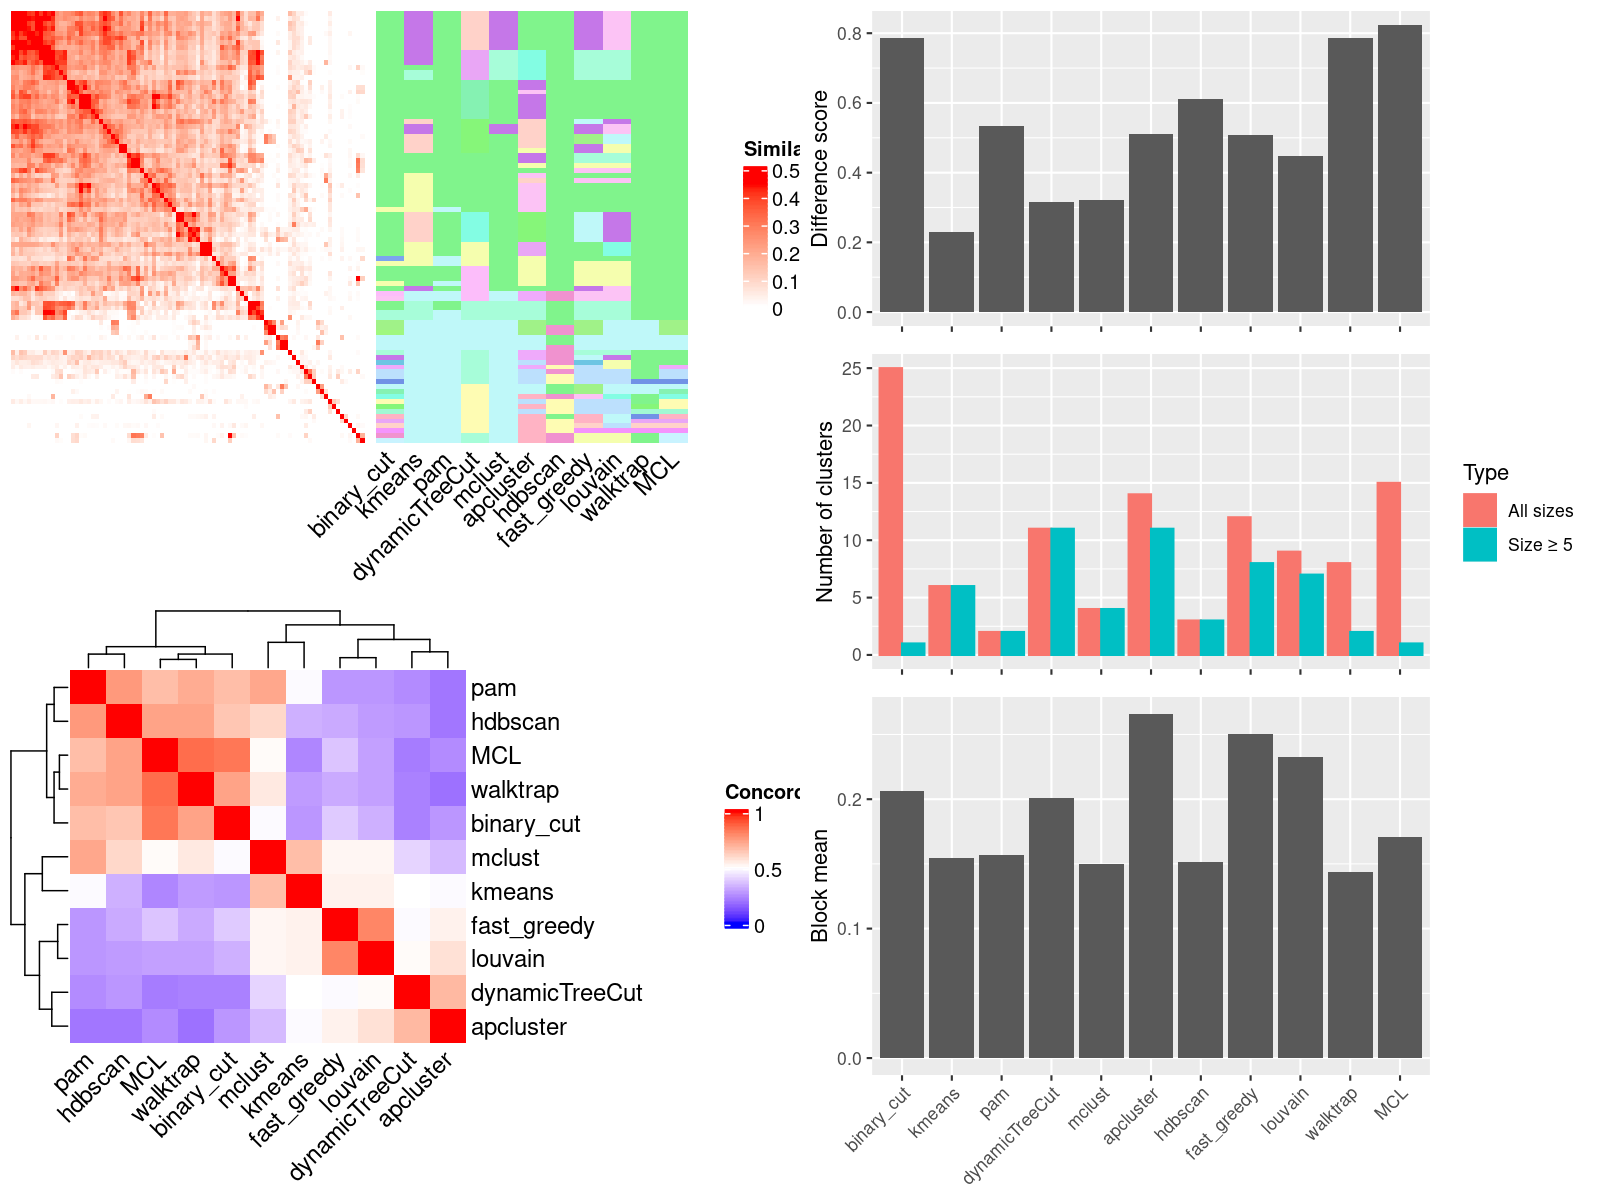 Simila
0.5
0.4
0.3
0.2
0.1
0
binary_cut
kmeans
pam
dynamicTreeCut
mclust
apcluster
hdbscan
fast_greedy
louvain
walktrap
MCL
pam
hdbscan
MCL
walktrap
binary_cut
mclust
kmeans
fast_greedy
louvain
dynamicTreeCut
apcluster
pam
hdbscan
MCL
walktrap
binary_cut
mclust
kmeans
fast_greedy
louvain
dynamicTreeCut
apcluster
Concord
1
0.5
0
Difference score
0.8
0.6
0.4
0.2
0.0
Number of clusters
25
20
15
10
5
0
Type
All sizes
Size ≥ 5
Block mean
0.2
0.1
0.0
binary_cut
kmeans
pam
dynamicTreeCut
mclust
apcluster
hdbscan
fast_greedy
louvain
walktrap
MCL